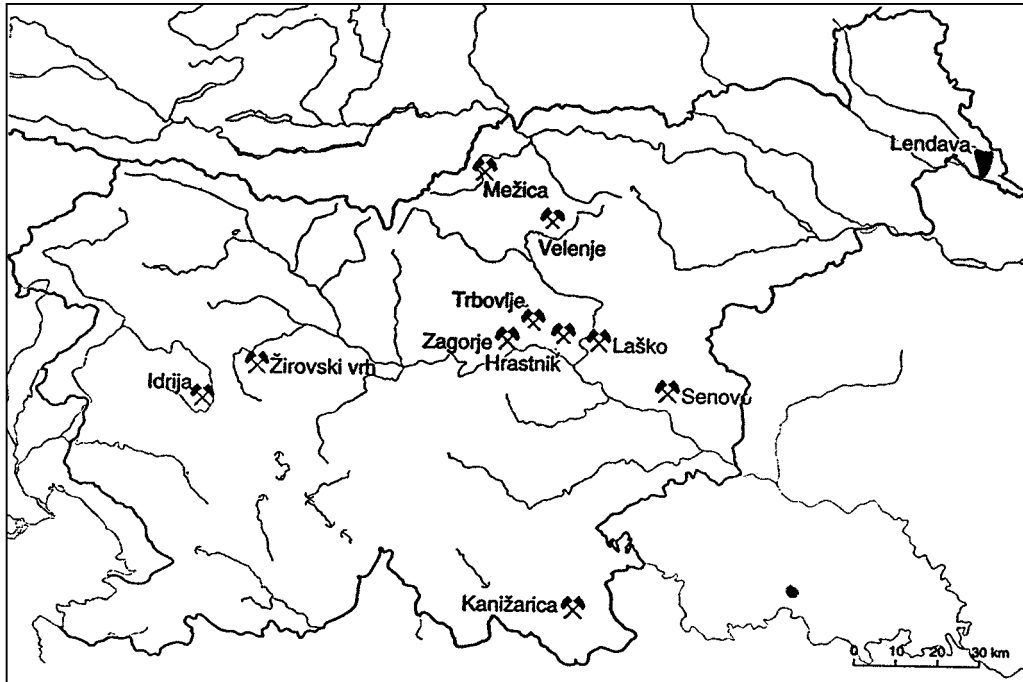 Lendava
Mežica
Velenje
Trbovlje
Zagorje
Hrastnik
Laško
Žirovski vrh
Idrija
Senovo
Kanižarica
0 10 20 30 km